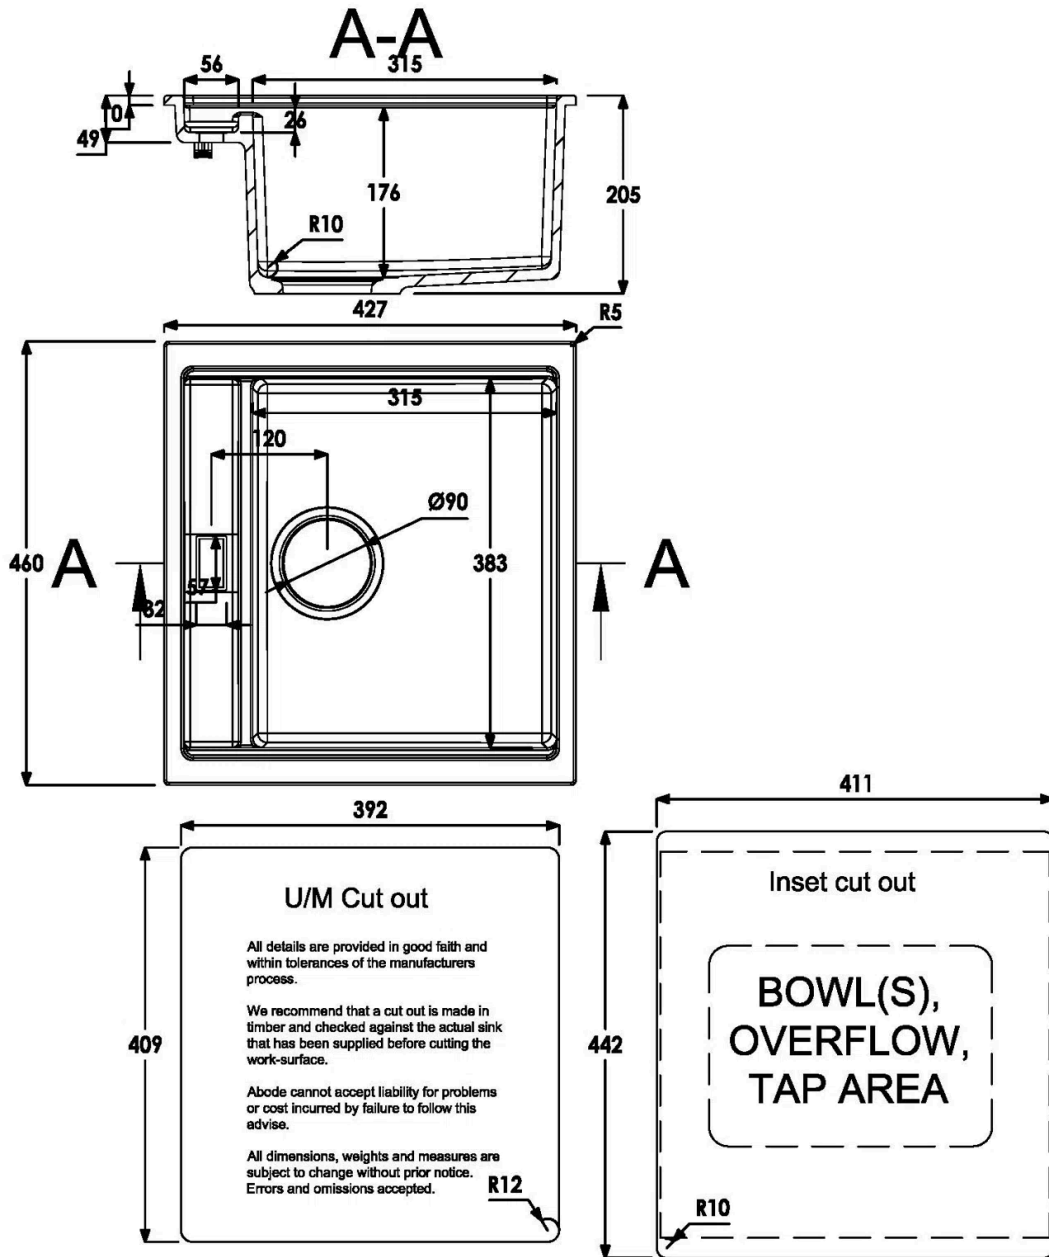 A-A
56
315
10
26
49
176
205
R10
427
R5
315
120
Ø90
460
A
383
A
57
392
411
U/M Cut out
Inset cut out
All details are provided in good faith and
within tolerances of the manufacturers
process.
We recommend that a cut out is made in
timber and checked against the actual sink
that has been supplied before cutting the
work-surface.
Abode cannot accept liability for problems
or cost incurred by failure to follow this
advise.
All dimensions, weights and measures are
subject to change without prior notice.
Errors and omissions accepted.
409
R12
BOWL(S),
OVERFLOW,
TAP AREA
442
R10